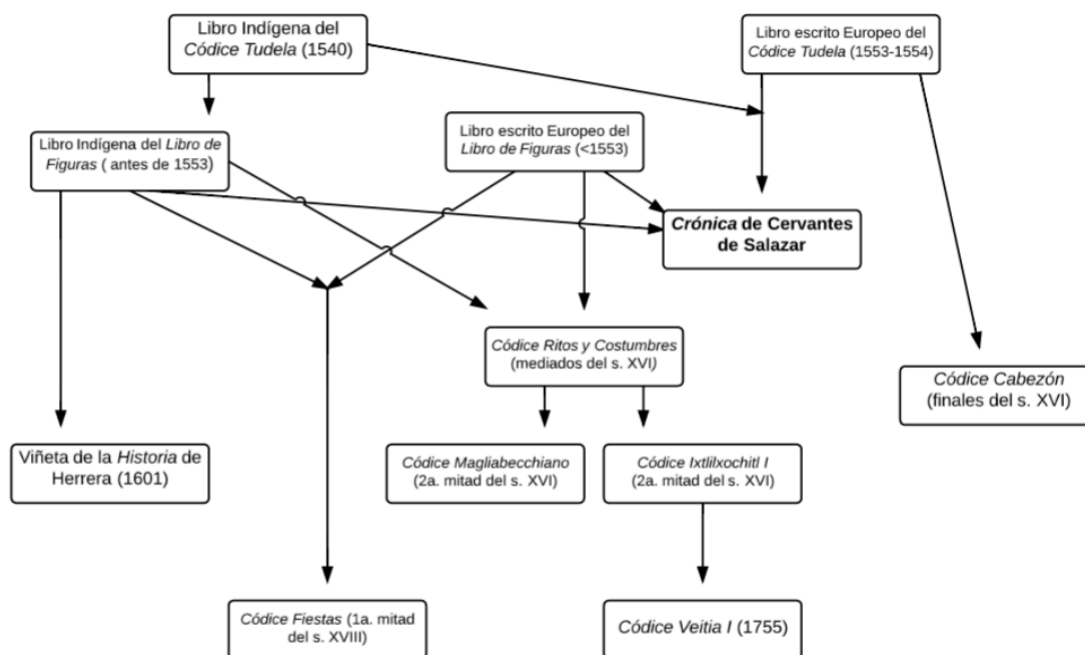 Libro Indígena del
Códice Tudela (1540)
Libro escrito Europeo del
Códice Tudela (1553-1554)
Libro Indígena del Libro de
Figuras ( antes de 1553)
Libro escrito Europeo del
Libro de Figuras (<1553)
Crónica de Cervantes
de Salazar
Códice Ritos y Costumbres
(mediados del s. XVI)
Códice Cabezón
(finales del s. XVI)
Viñeta de la Historia de
Herrera (1601)
Códice Magliabecchiano
(2a. mitad del s. XVI)
Códice Ixtlilxochitl I
(2a. mitad del s. XVI)
Códice Fiestas (1a. mitad
del s. XVIII)
Códice Veitia I (1755)